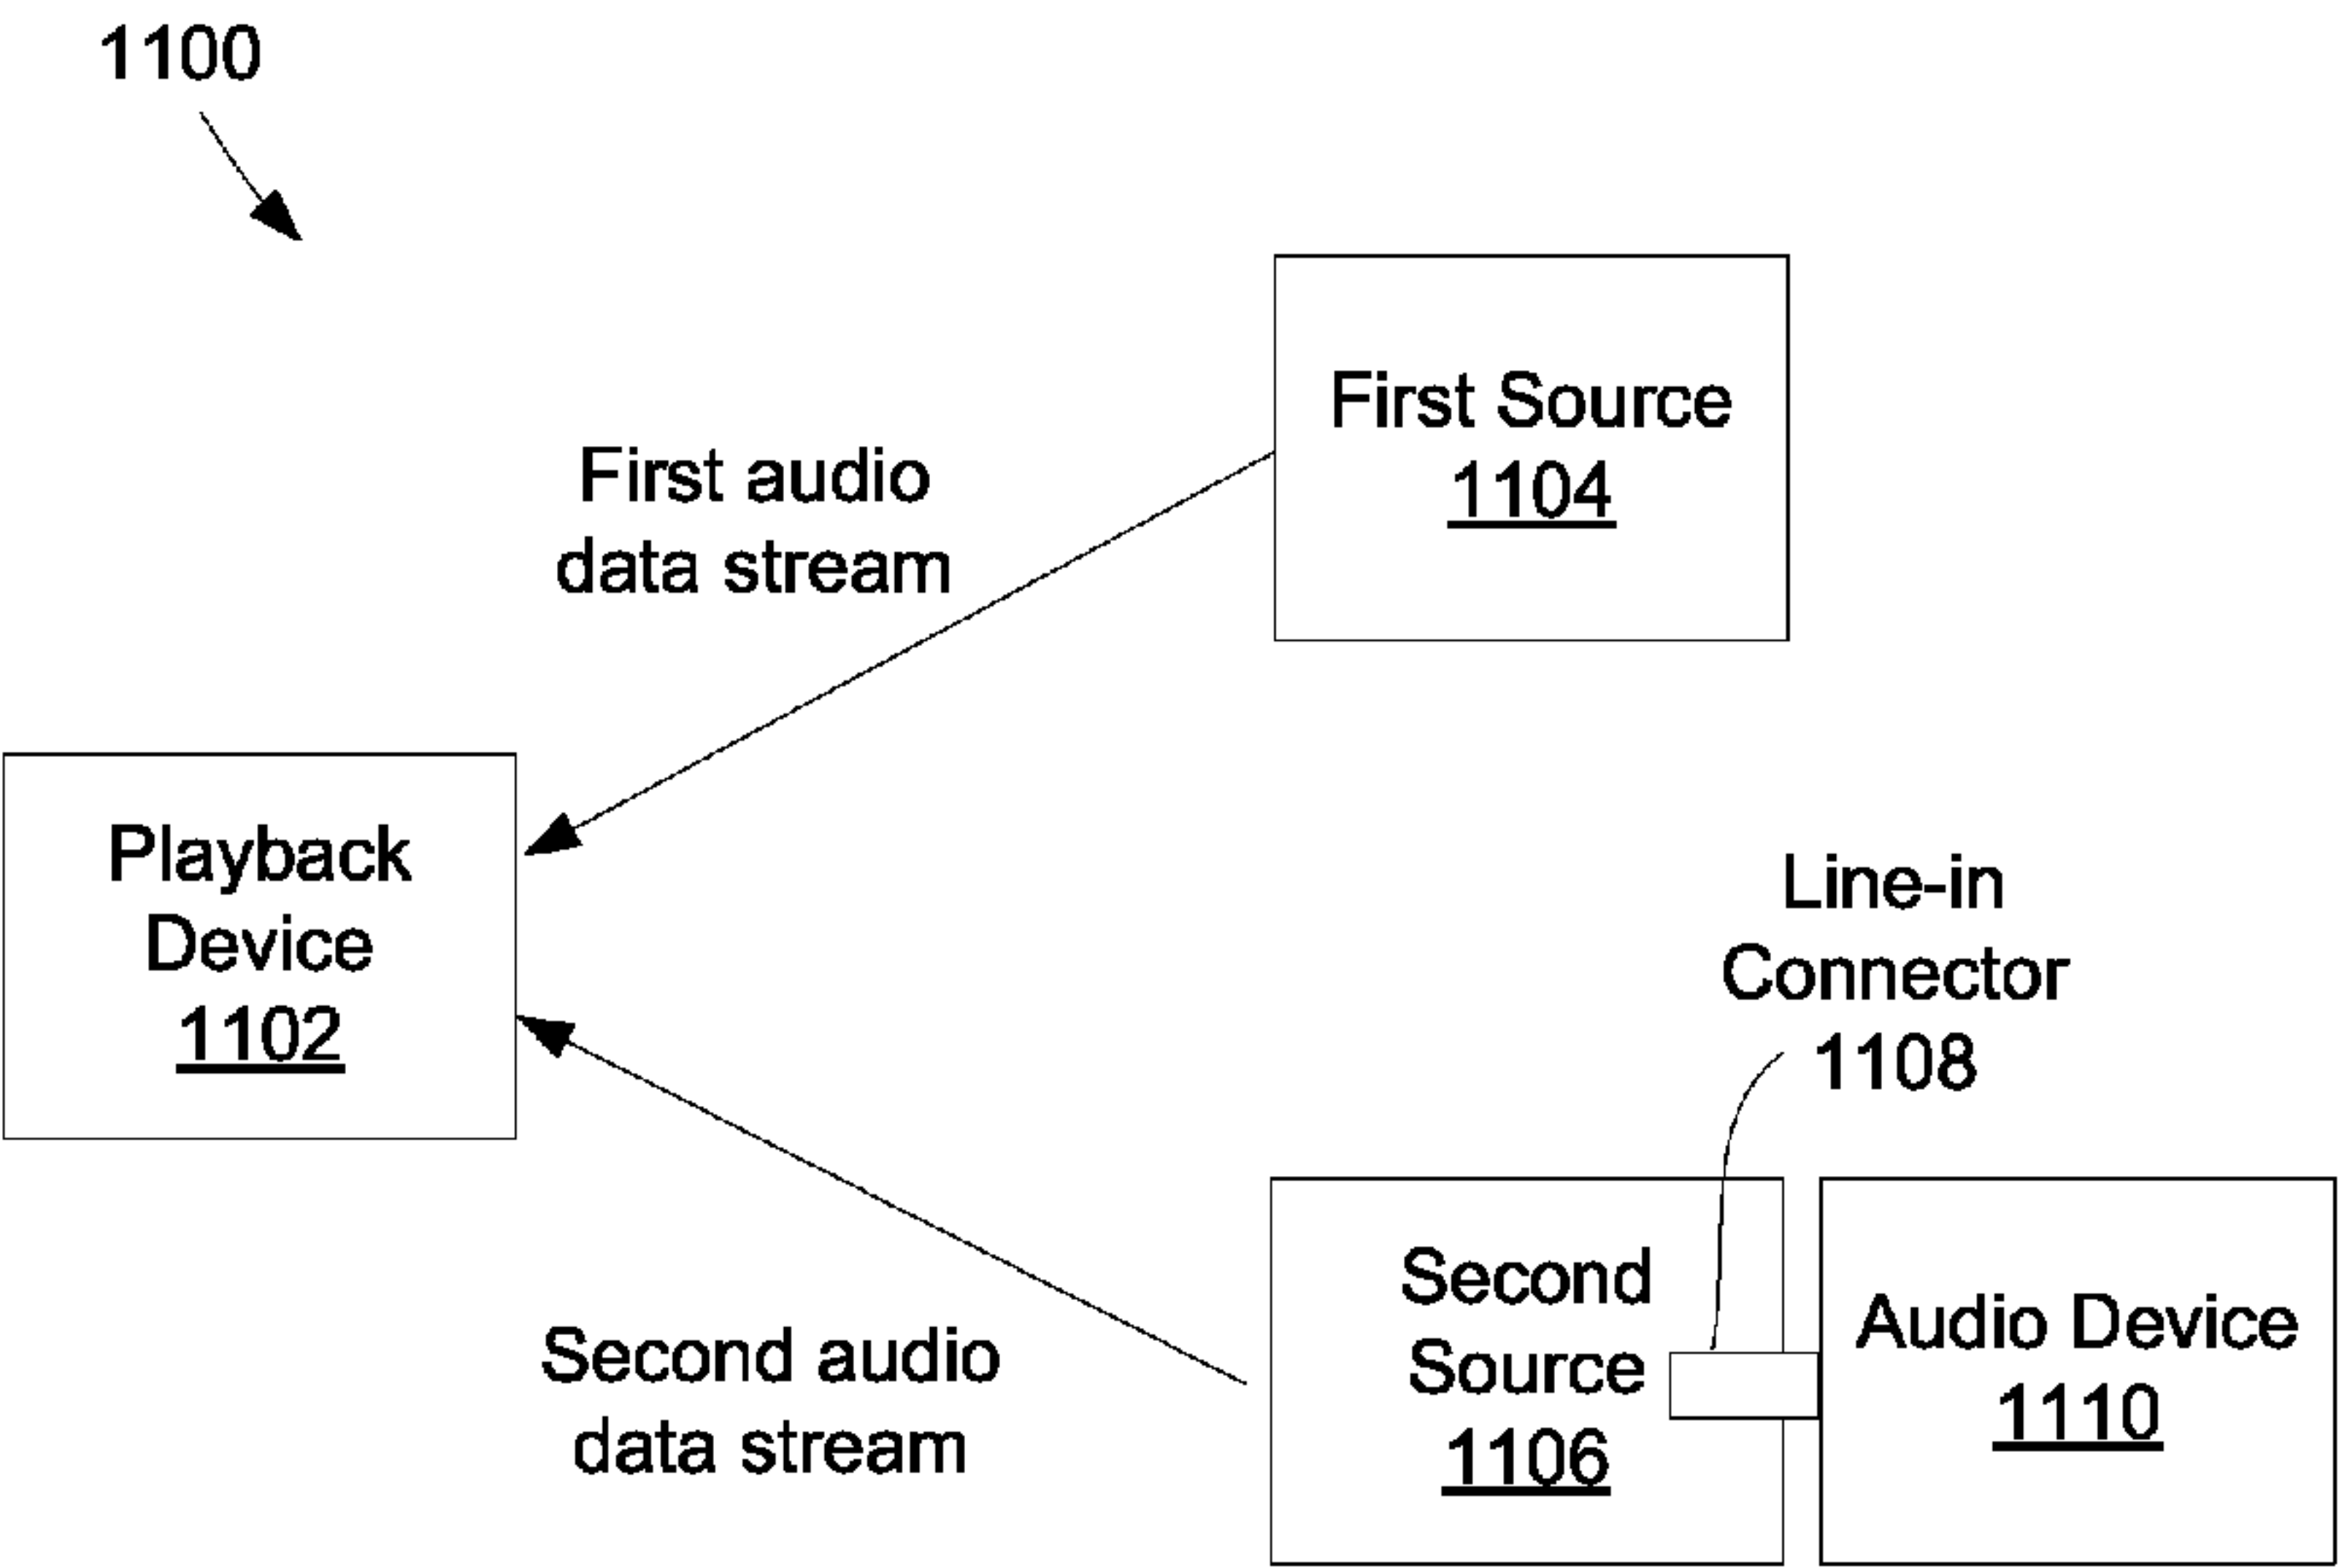 1100
First Source
1104
First audio
data stream
Playback
Device
1102
Line-in
Connector
1108
Second
Source
1106
Audio Device
1110
Second audio
data stream